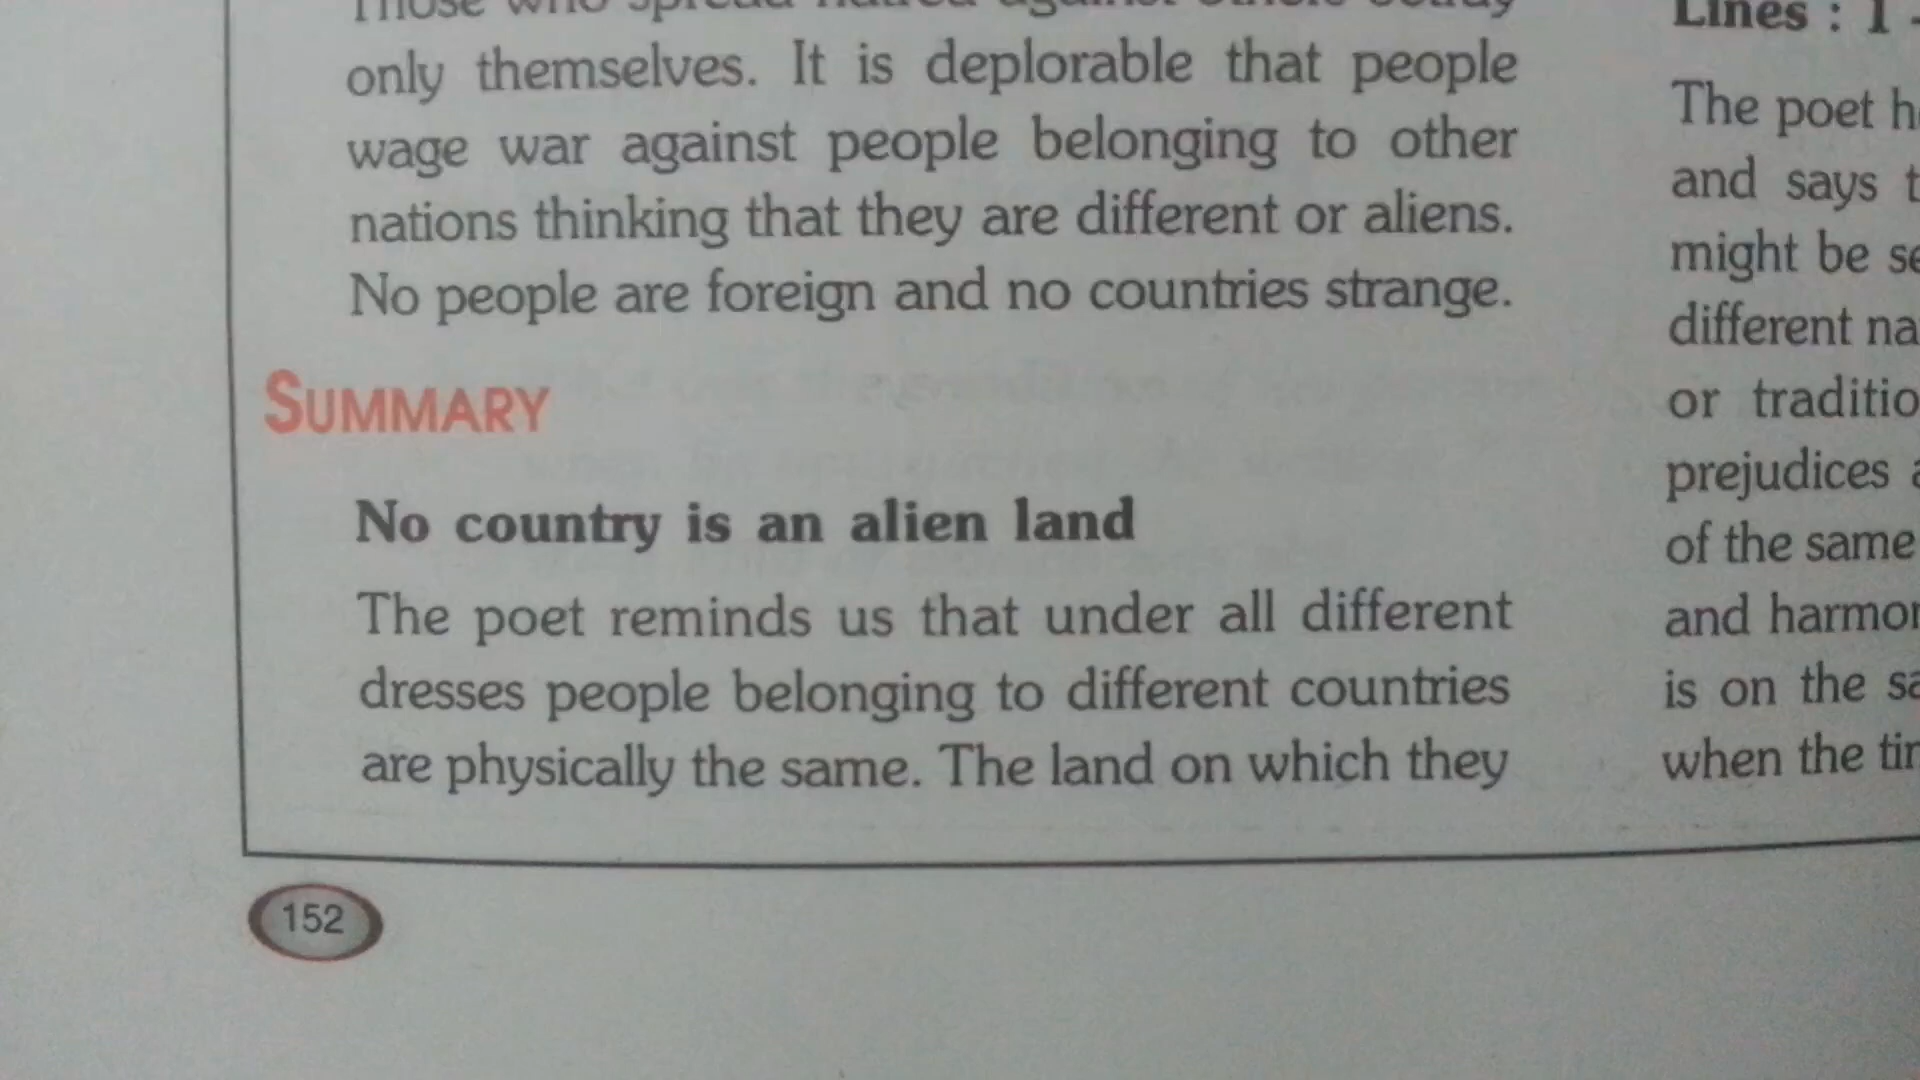 only themselves. It is deplorable that people
wage war against people belonging to other
nations thinking that they are different or aliens.
No people are foreign and no countries strange.
SUMMARY
No country is an alien land
The poet reminds us that under all different
dresses people belonging to different countries
are physically the same. The land on which they
152
Lines : 1
The poet
and says
might be
different
or
prejudices
of the same
and
is on the
when the